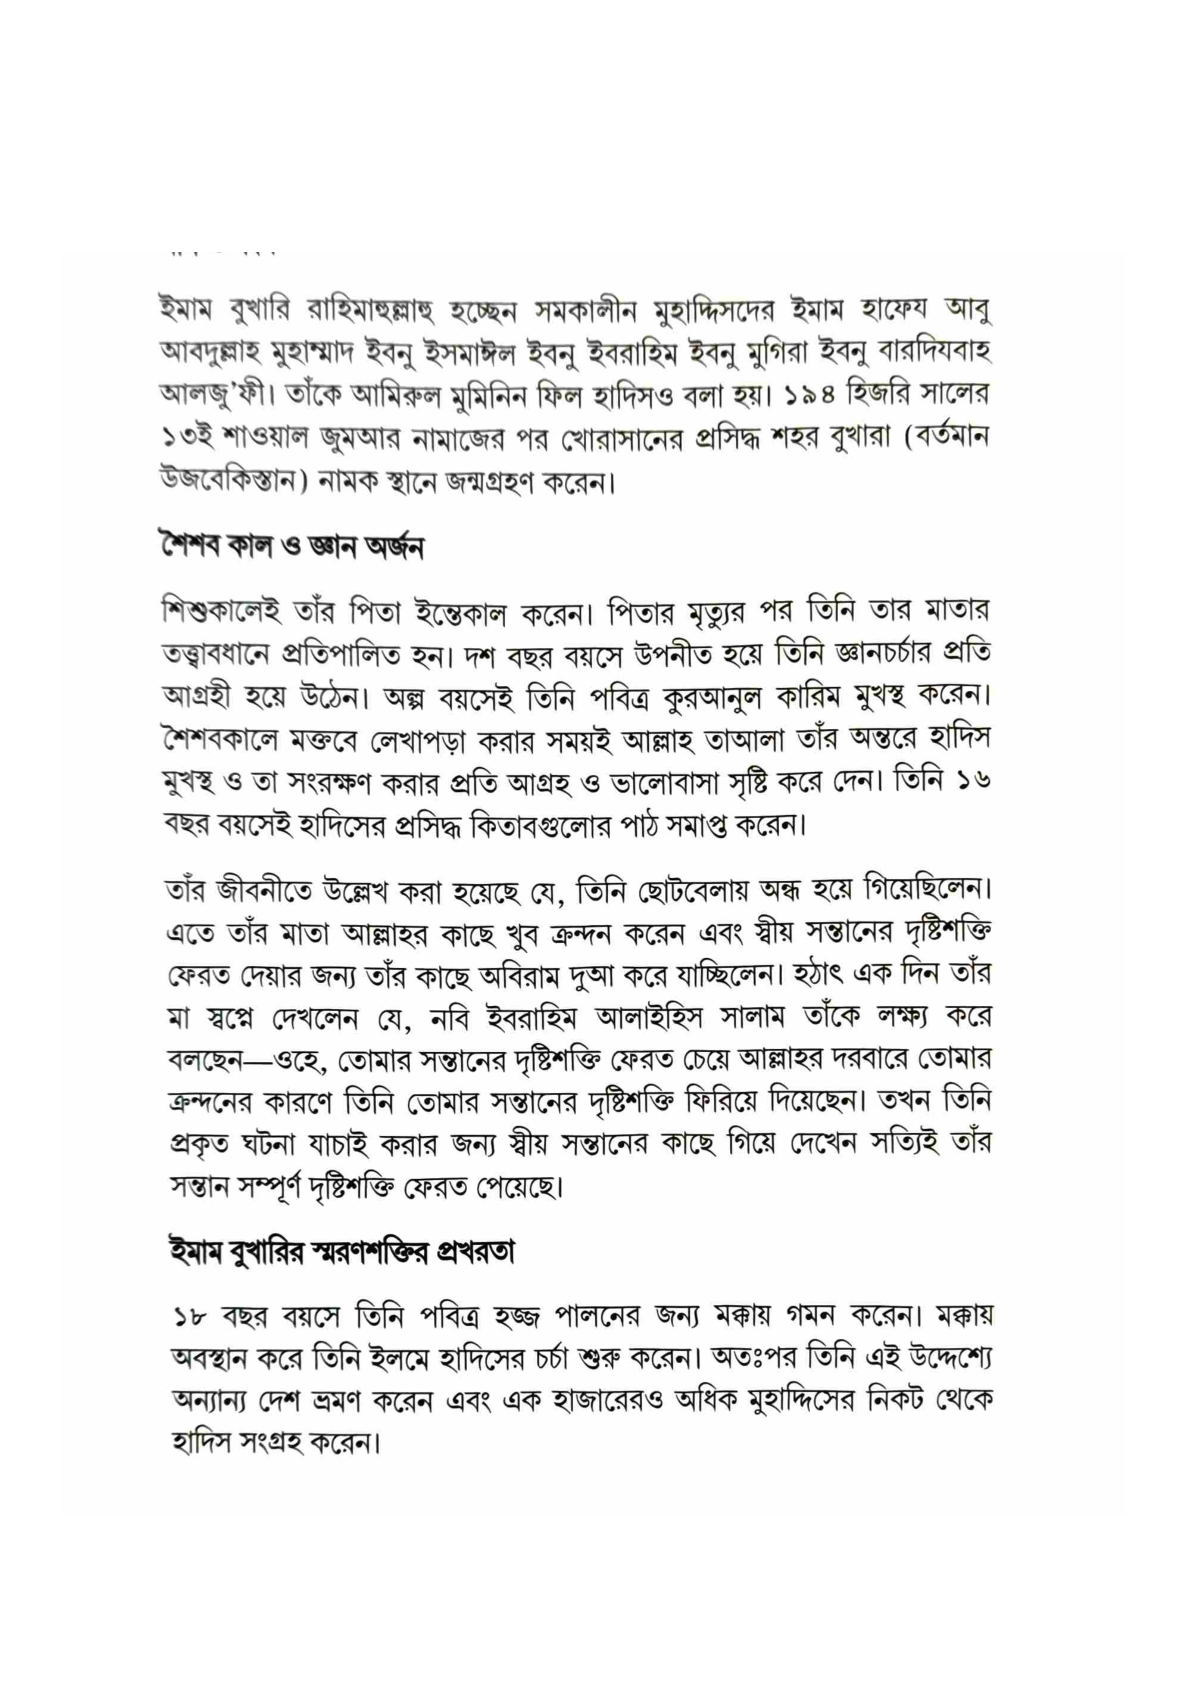 ইমাম বুখারি রাহিমাহুল্লাহু হচ্ছেন সমকালীন মুহাদ্দিসদের ইমাম হাফেয আবু
আবদুল্লাহ মুহাম্মাদ ইবনু ইসমাঈল ইবনু ইবরাহিম ইবনু মুগিরা ইবনু বারদিযবাহ
আলজু’ফী। তাঁকে আমিরুল মুমিনিন ফিল হাদিসও বলা হয়। ১৯৪ হিজরি সালের
১৩ই শাওয়াল জুমআর নামাজের পর খোরাসানের প্রসিদ্ধ শহর বুখারা (বর্তমান
উজবেকিস্তান) নামক স্থানে জন্মগ্রহণ করেন।
শৈশব কাল ও জ্ঞান অর্জন
শিশুকালেই তাঁর পিতা ইন্তেকাল করেন। পিতার মৃত্যুর পর তিনি তার মাতার
তত্ত্বাবধানে প্রতিপালিত হন। দশ বছর বয়সে উপনীত হয়ে তিনি জ্ঞানচর্চার প্রতি
আগ্রহী হয়ে উঠেন। অল্প বয়সেই তিনি পবিত্র কুরআনুল কারিম মুখস্থ করেন।
শৈশবকালে মক্তবে লেখাপড়া করার সময়ই আল্লাহ তাআলা তাঁর অন্তরে হাদিস
মুখস্থ ও তা সংরক্ষণ করার প্রতি আগ্রহ ও ভালোবাসা সৃষ্টি করে দেন। তিনি ১৬
বছর বয়সেই হাদিসের প্রসিদ্ধ কিতাবগুলোর পাঠ সমাপ্ত করেন।
তাঁর জীবনীতে উল্লেখ করা হয়েছে যে, তিনি ছোটবেলায় অন্ধ হয়ে গিয়েছিলেন।
এতে তাঁর মাতা আল্লাহর কাছে খুব ক্রন্দন করেন এবং স্বীয় সন্তানের দৃষ্টিশক্তি
ফেরত দেয়ার জন্য তাঁর কাছে অবিরাম দুআ করে যাচ্ছিলেন। হঠাৎ এক দিন তাঁর
মা স্বপ্নে দেখলেন যে, নবি ইবরাহিম আলাইহিস সালাম তাঁকে লক্ষ্য করে
বলছেন—ওহে, তোমার সন্তানের দৃষ্টিশক্তি ফেরত চেয়ে আল্লাহর দরবারে তোমার
ক্রন্দনের কারণে তিনি তোমার সন্তানের দৃষ্টিশক্তি ফিরিয়ে দিয়েছেন। তখন তিনি
প্রকৃত ঘটনা যাচাই করার জন্য স্বীয় সন্তানের কাছে গিয়ে দেখেন সত্যিই তাঁর
সন্তান সম্পূর্ণ দৃষ্টিশক্তি ফেরত পেয়েছে।
ইমাম বুখারির স্মরণশক্তির প্রখরতা
১৮ বছর বয়সে তিনি পবিত্র হজ্জ পালনের জন্য মক্কায় গমন করেন। মক্কায়
অবস্থান করে তিনি ইলমে হাদিসের চর্চা শুরু করেন। অতঃপর তিনি এই উদ্দেশ্যে
অন্যান্য দেশ ভ্রমণ করেন এবং এক হাজারেরও অধিক মুহাদ্দিসের নিকট থেকে
হাদিস সংগ্রহ করেন।